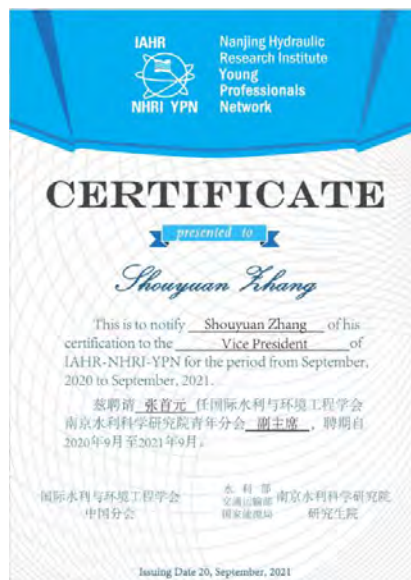 IAHR
NHRI YPN
Nanjing Hydraulic
Research Institute
Young
Professionals
Network
CERTIFICATE
presented to
Shouyuan Zhang
This is to notify Shouyuan Zhang of his
certification to the Vice President of
IAHR-NHRI-YPN for the period from September,
2020 to September, 2021.
兹聘请 张首元 任国际水利与环境工程学会
南京水利科学研究院青年分会 副主席 ，聘期自
2020年9月至2021年9月。
国际水利与环境工程学会
中国分会
水利部
交通运输部
国家能源局
南京水利科学研究院
研究生院
Issuing Date 20, September, 2021